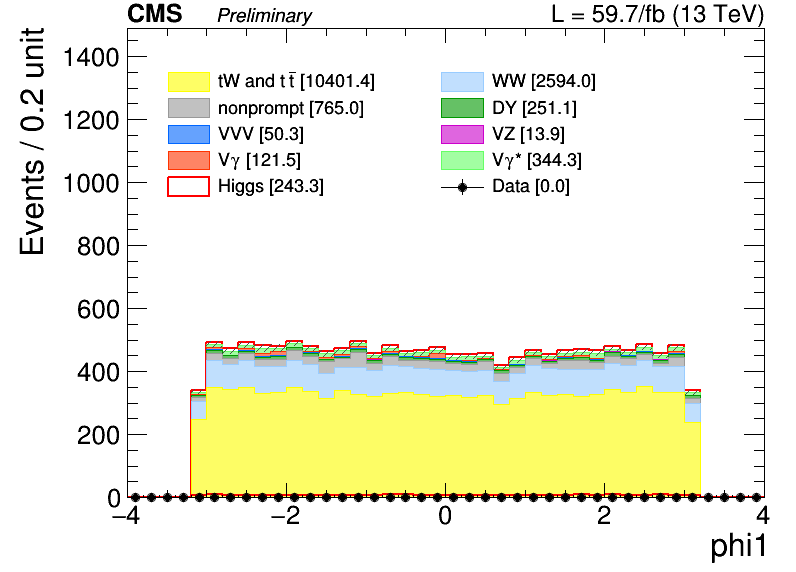 CMS Preliminary L = 59.7/fb (13 TeV)
Events / 0.2 unit
1400
1200
1000
800
600
400
200
0
tW and t t̄ [10401.4] WW [2594.0]
nonprompt [765.0] DY [251.1]
VVV [50.3] VZ [13.9]
Vγ [121.5] Vγ* [344.3]
Higgs [243.3] Data [0.0]
−4 −2 0 2 4
phi1